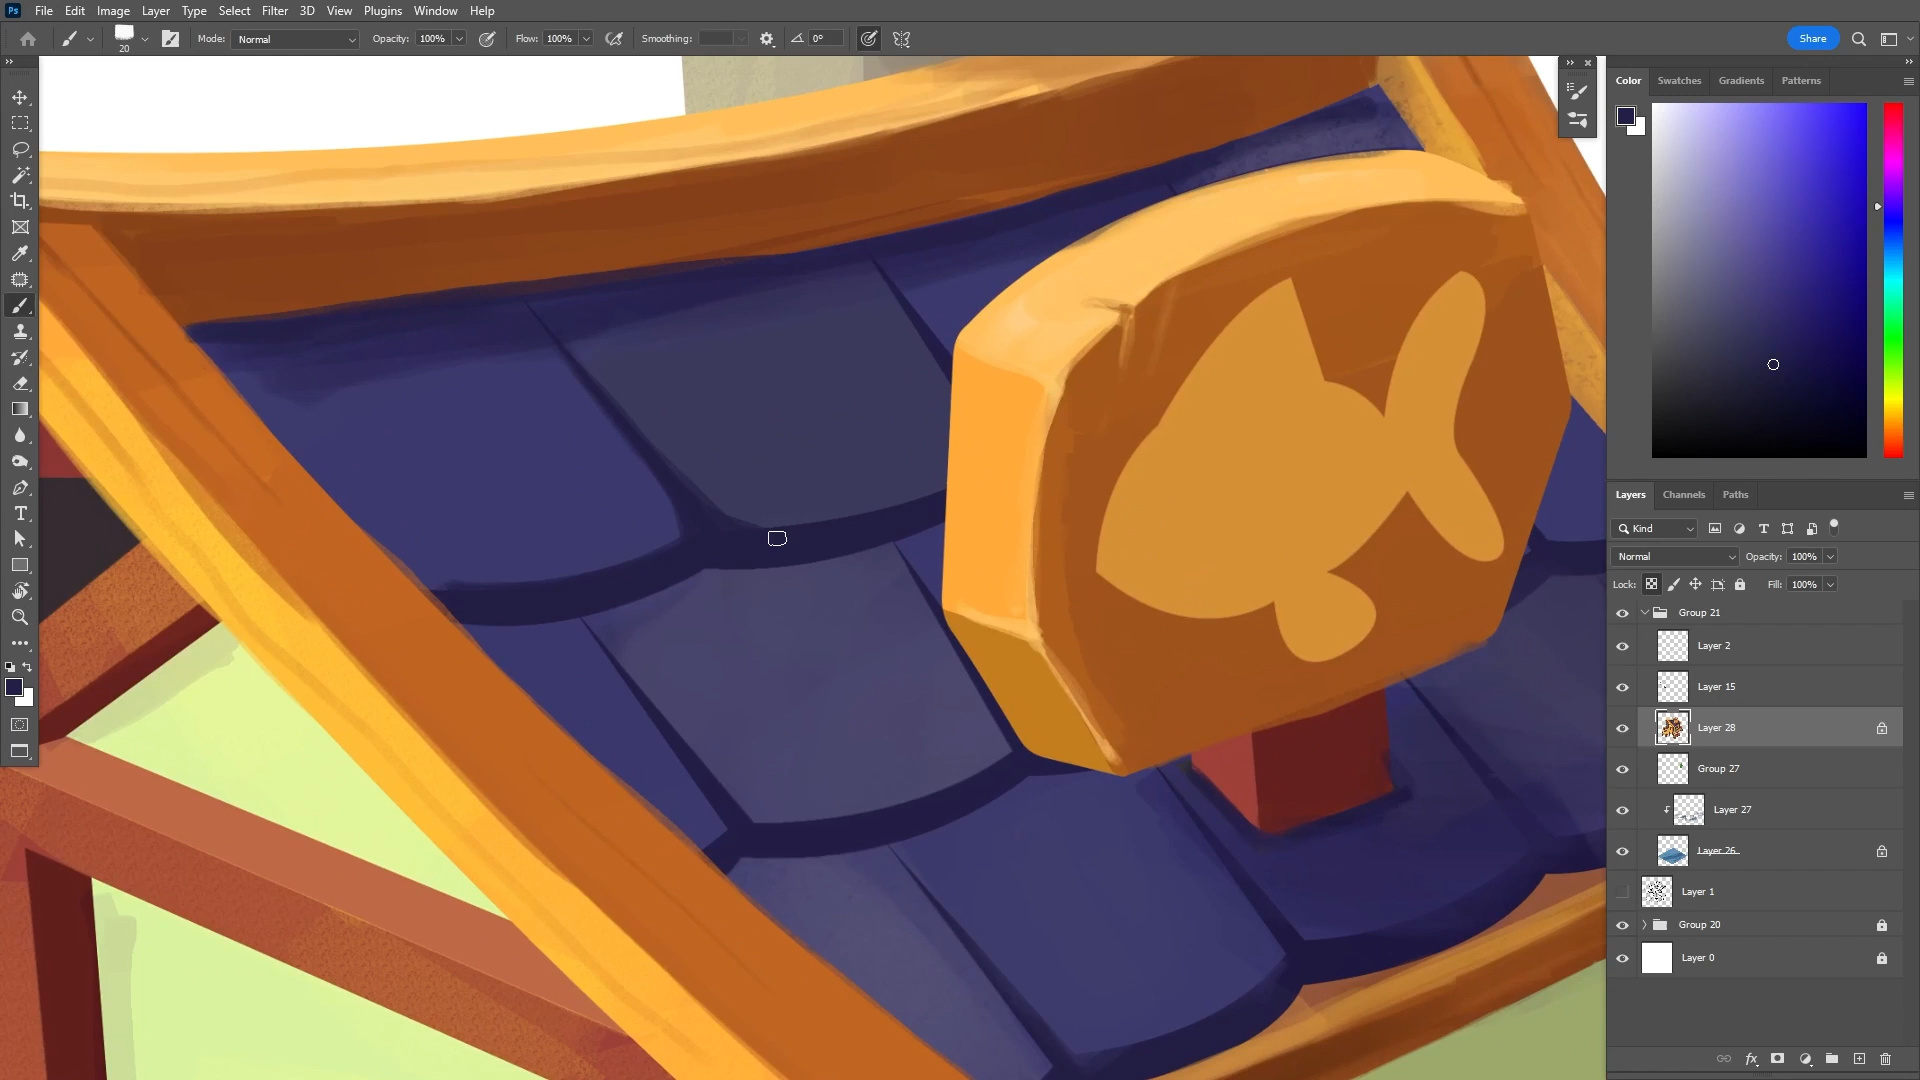 Ps File Edit Image Layer Type Select Filter 3D View Plugins Window Help
20 Mode: Normal Opacity: 100% Flow: 100% Smoothing: 0° Share
Color Swatches Gradients Patterns
Layers Channels Paths
Kind
Normal Opacity: 100%
Lock: Fill: 100%
Group 21
Layer 2
Layer 15
Layer 28
Group 27
Layer 27
Layer 26
Layer 1
Group 20
Layer 0
fx